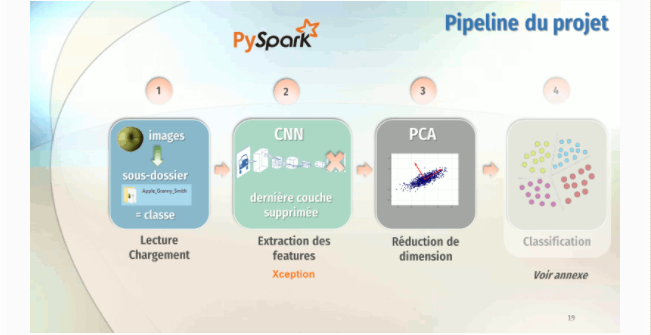 Pipeline du projet
PySpark
1
2
3
4
images
sous-dossier
Apple_Granny_Smith
= classe
CNN
dernière couche
supprimée
PCA
Lecture
Chargement
Extraction des
features
Xception
Réduction de
dimension
Classification
Voir annexe
19